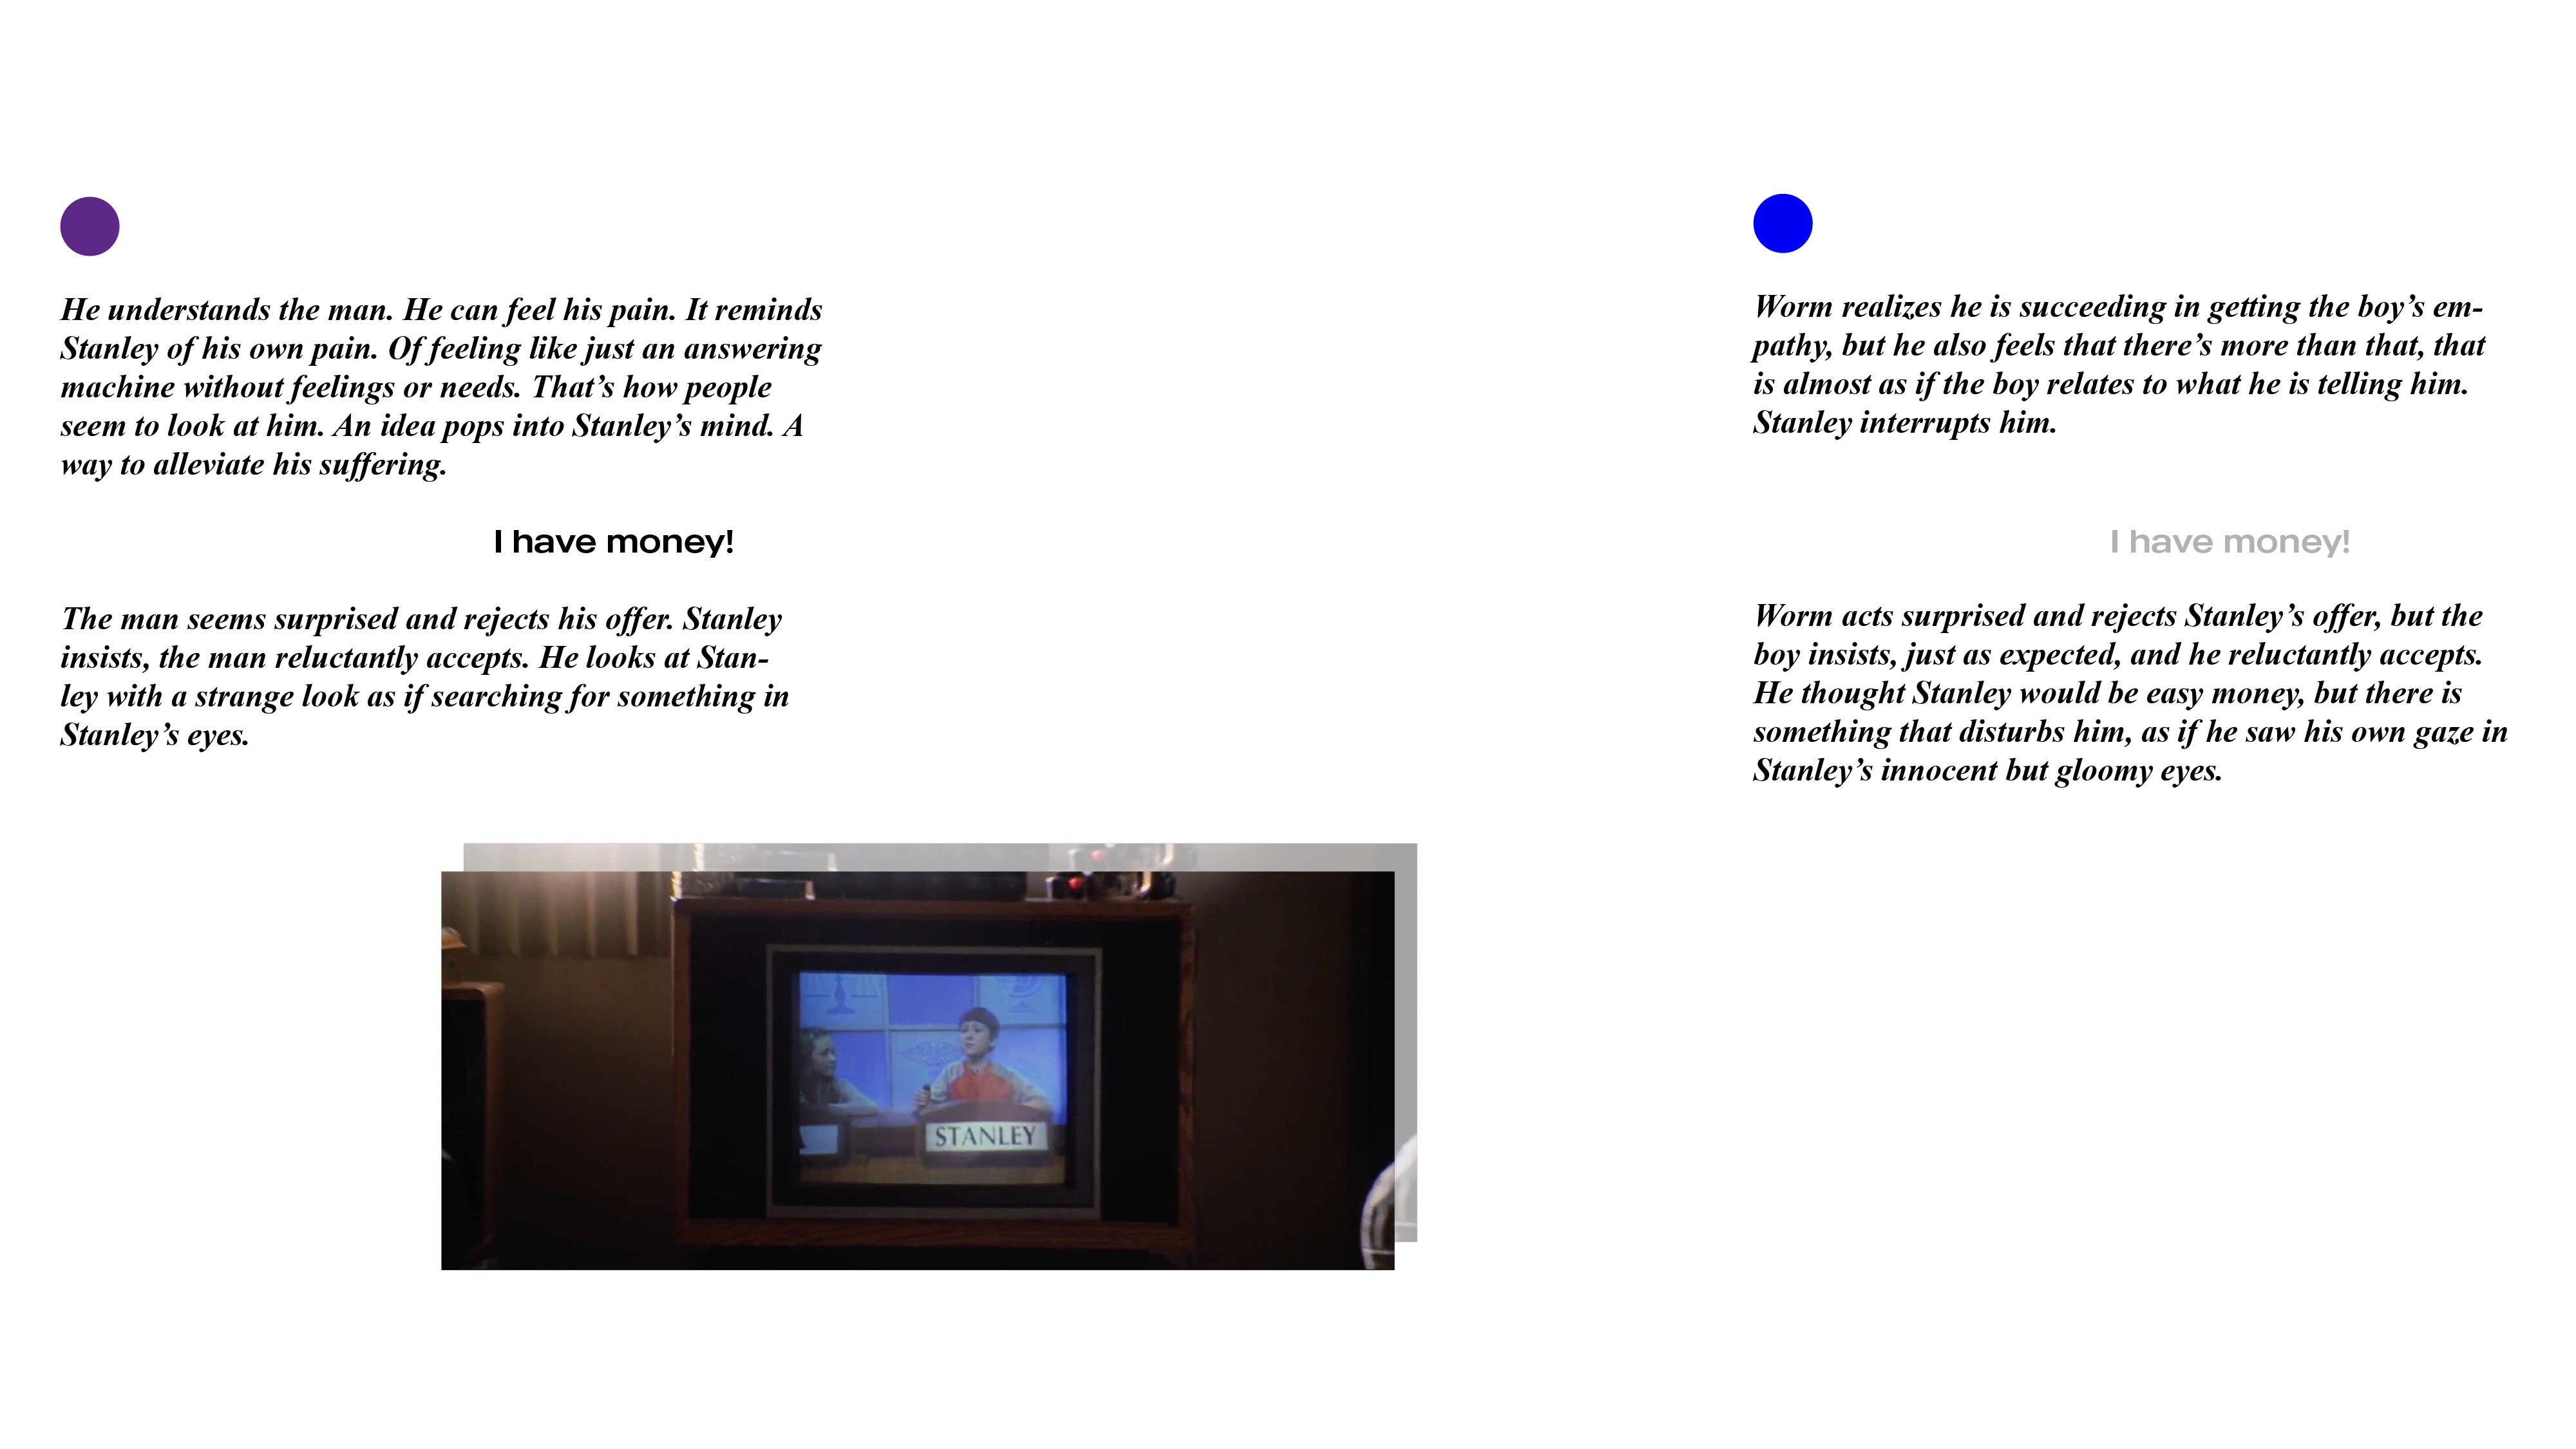 He understands the man. He can feel his pain. It reminds
Stanley of his own pain. Of feeling like just an answering
machine without feelings or needs. That’s how people
seem to look at him. An idea pops into Stanley’s mind. A
way to alleviate his suffering.
I have money!
The man seems surprised and rejects his offer. Stanley
insists, the man reluctantly accepts. He looks at Stan-
ley with a strange look as if searching for something in
Stanley’s eyes.
STANLEY
Worm realizes he is succeeding in getting the boy’s em-
pathy, but he also feels that there’s more than that, that
is almost as if the boy relates to what he is telling him.
Stanley interrupts him.
I have money!
Worm acts surprised and rejects Stanley’s offer, but the
boy insists, just as expected, and he reluctantly accepts.
He thought Stanley would be easy money, but there is
something that disturbs him, as if he saw his own gaze in
Stanley’s innocent but gloomy eyes.